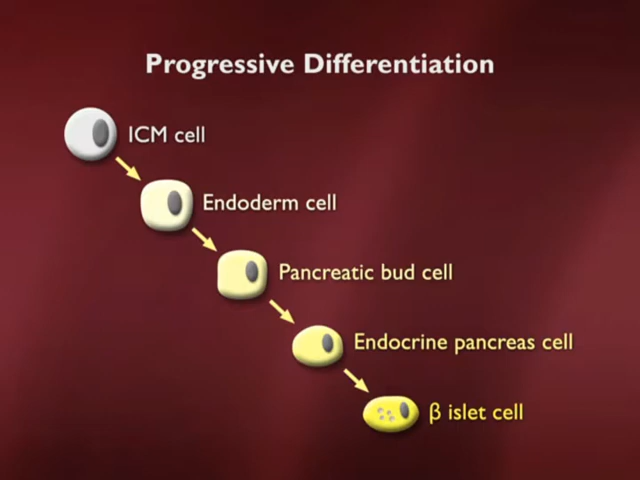 Progressive Differentiation
ICM cell
Endoderm cell
Pancreatic bud cell
Endocrine pancreas cell
β islet cell